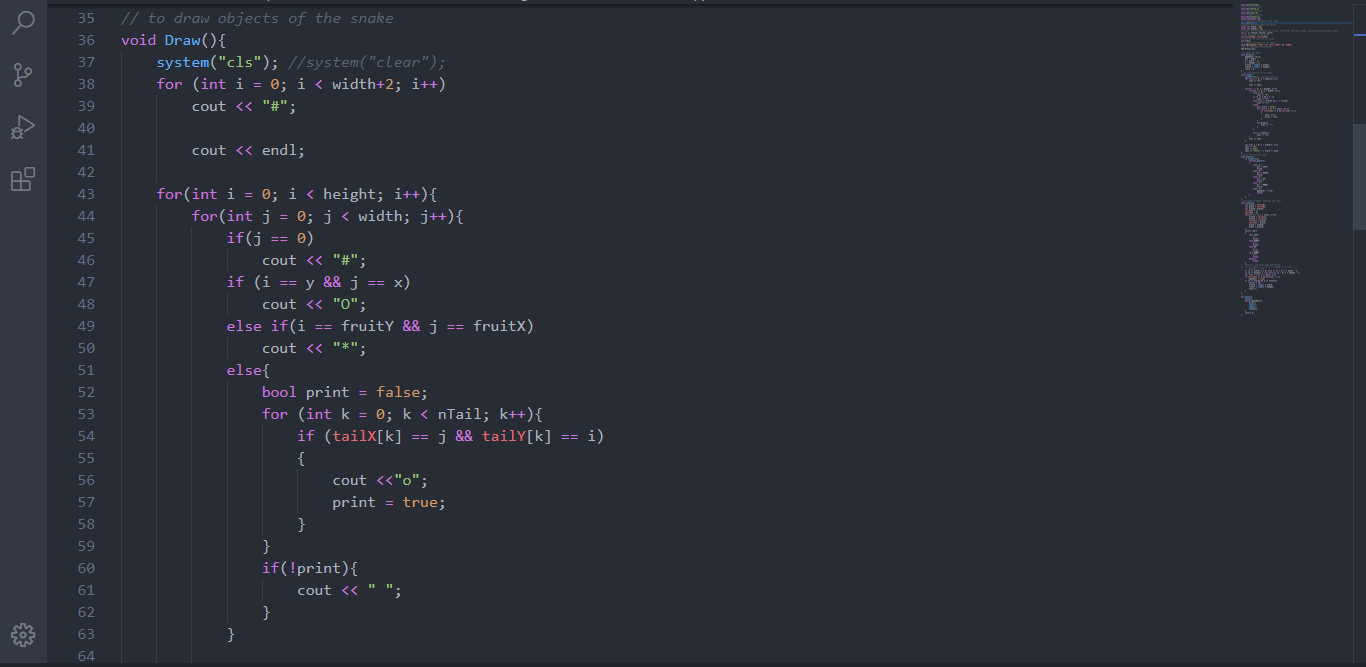 35 // to draw objects of the snake
36 void Draw(){
37 system("cls"); //system("clear");
38 for (int i = 0; i < width+2; i++)
39 cout << "#";
40
41 cout << endl;
42
43 for(int i = 0; i < height; i++){
44 for(int j = 0; j < width; j++){
45 if(j == 0)
46 cout << "#";
47 if (i == y && j == x)
48 cout << "O";
49 else if(i == fruitY && j == fruitX)
50 cout << "*";
51 else{
52 bool print = false;
53 for (int k = 0; k < nTail; k++){
54 if (tailX[k] == j && tailY[k] == i)
55 {
56 cout <<"o";
57 print = true;
58 }
59 }
60 if(!print){
61 cout << " ";
62 }
63 }
64